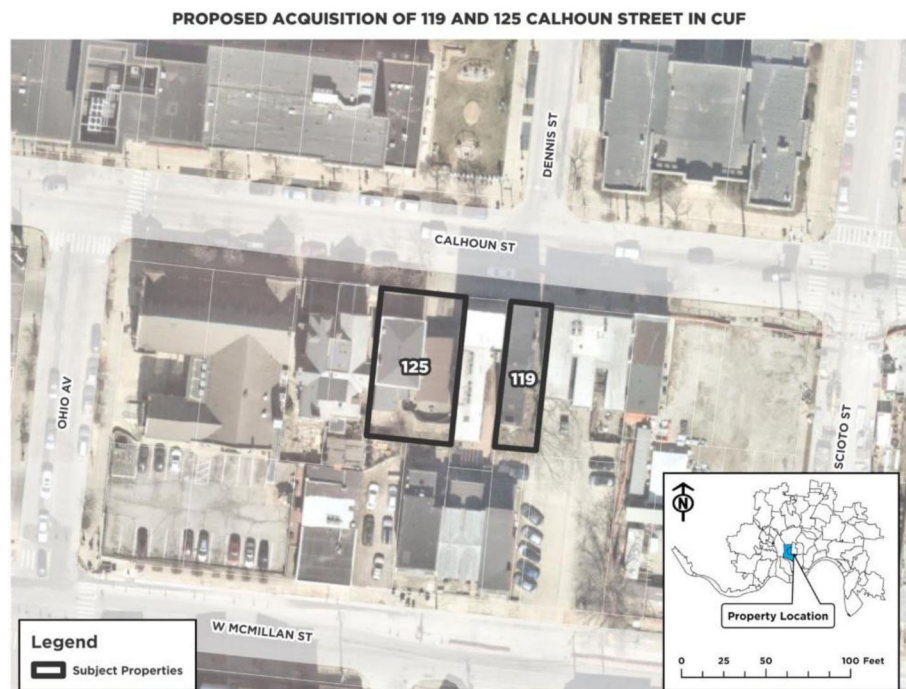 PROPOSED ACQUISITION OF 119 AND 125 CALHOUN STREET IN CUF
DENNIS ST
CALHOUN ST
125
119
OHIO AV
SCIOTO ST
N
Property Location
W MCMILLAN ST
Legend
Subject Properties
0 25 50 100 Feet